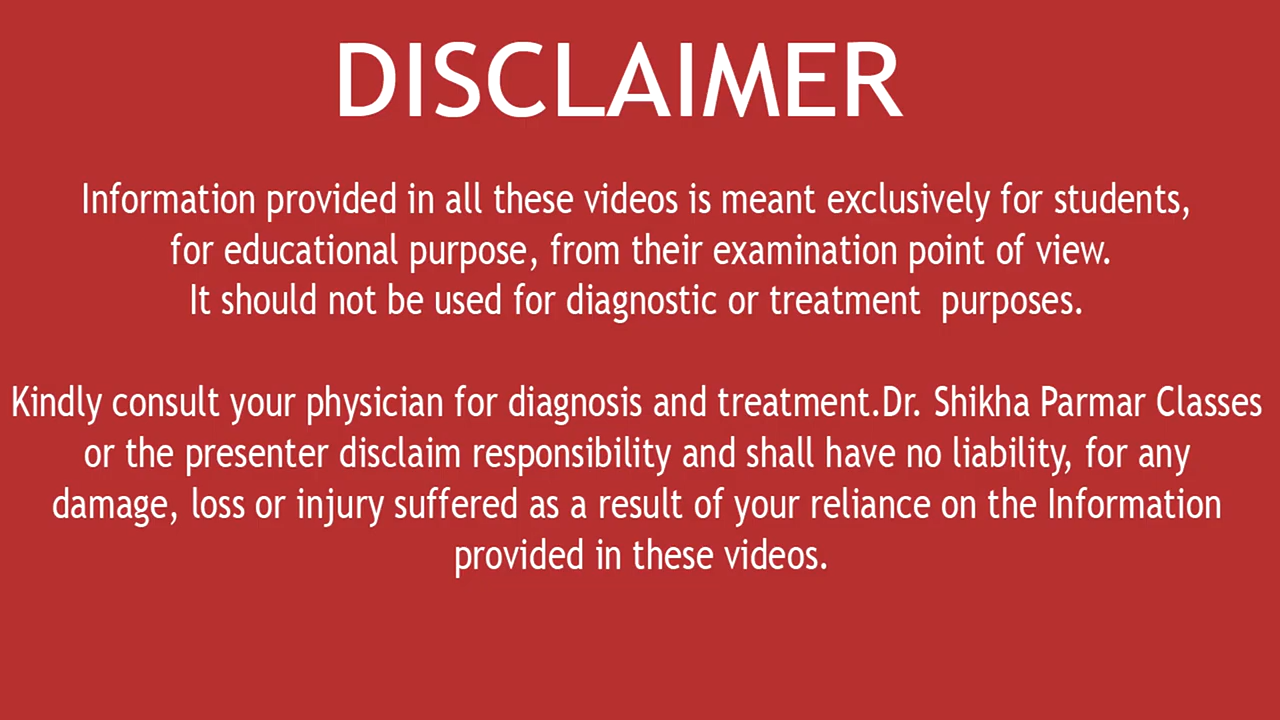 DISCLAIMER
Information provided in all these videos is meant exclusively for students,
for educational purpose, from their examination point of view.
It should not be used for diagnostic or treatment  purposes.
Kindly consult your physician for diagnosis and treatment.Dr. Shikha Parmar Classes
or the presenter disclaim responsibility and shall have no liability, for any
damage, loss or injury suffered as a result of your reliance on the Information
provided in these videos.